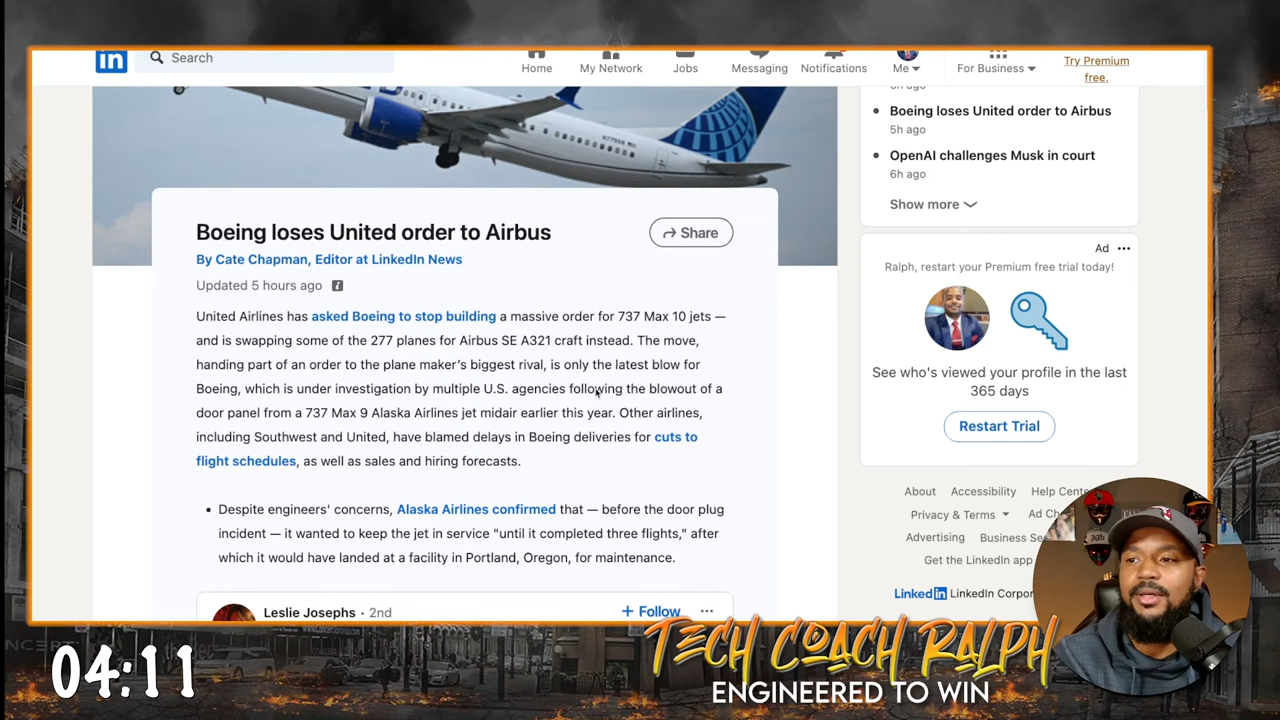 in
Search
Home
My Network
Jobs
Messaging
Notifications
Me
For Business
Try Premium
free.
Boeing loses United order to Airbus
5h ago
OpenAI challenges Musk in court
6h ago
Show more
Boeing loses United order to Airbus
Share
By Cate Chapman, Editor at LinkedIn News
Updated 5 hours ago
United Airlines has asked Boeing to stop building a massive order for 737 Max 10 jets —
and is swapping some of the 277 planes for Airbus SE A321 craft instead. The move,
handing part of an order to the plane maker's biggest rival, is only the latest blow for
Boeing, which is under investigation by multiple U.S. agencies following the blowout of a
door panel from a 737 Max 9 Alaska Airlines jet midair earlier this year. Other airlines,
including Southwest and United, have blamed delays in Boeing deliveries for cuts to
flight schedules, as well as sales and hiring forecasts.
• Despite engineers' concerns, Alaska Airlines confirmed that — before the door plug
incident — it wanted to keep the jet in service "until it completed three flights," after
which it would have landed at a facility in Portland, Oregon, for maintenance.
Leslie Josephs • 2nd
+ Follow
Ad
Ralph, restart your Premium free trial today!
See who's viewed your profile in the last
365 days
Restart Trial
About Accessibility Help Cente
Privacy & Terms Ad Ch
Advertising Business Se
Get the LinkedIn app
LinkedIn LinkedIn Corpor
04:11
TECH COACH RALPH
ENGINEERED TO WIN